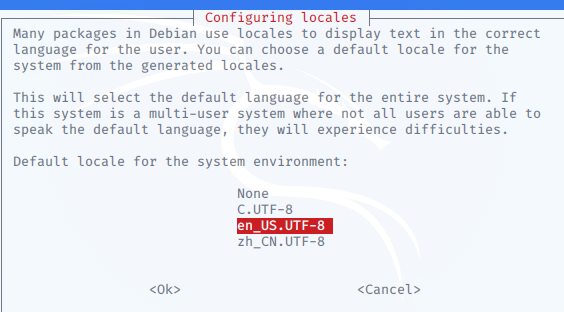 Configuring locales
Many packages in Debian use locales to display text in the correct
language for the user. You can choose a default locale for the
system from the generated locales.
This will select the default language for the entire system. If
this system is a multi-user system where not all users are able to
speak the default language, they will experience difficulties.
Default locale for the system environment:
None
C.UTF-8
en_US.UTF-8
zh_CN.UTF-8
<Ok> <Cancel>